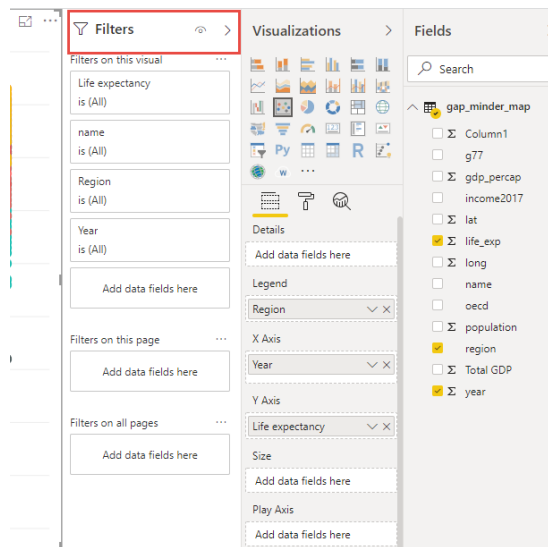 Filters
Filters on this visual
Life expectancy
is (All)
name
is (All)
Region
is (All)
Year
is (All)
Add data fields here
Filters on this page
Add data fields here
Filters on all pages
Add data fields here
Visualizations
Py
R
w
Details
Add data fields here
Legend
Region
X Axis
Year
Y Axis
Life expectancy
Size
Add data fields here
Play Axis
Add data fields here
Fields
Search
gap_minder_map
Σ Column1
g77
Σ gdp_percap
income2017
Σ lat
Σ life_exp
Σ long
name
oecd
Σ population
region
Σ Total GDP
Σ year